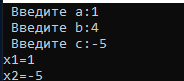 Введите a:1
Введите b:4
Введите c:-5
x1=1
x2=-5